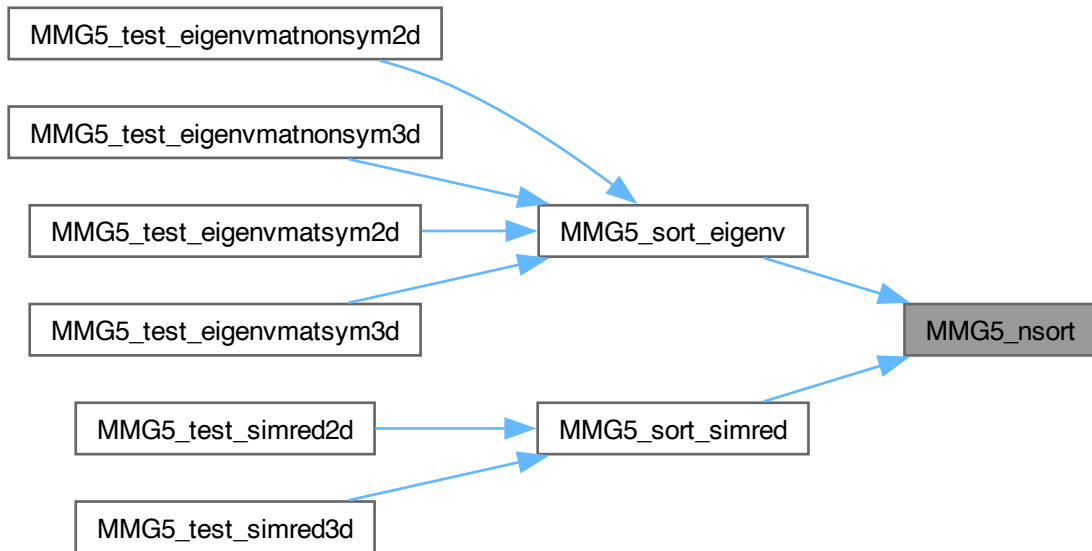 MMG5_test_eigenvmatnonsym2d
MMG5_test_eigenvmatnonsym3d
MMG5_test_eigenvmatsym2d
MMG5_sort_eigenv
MMG5_test_eigenvmatsym3d
MMG5_nsort
MMG5_test_simred2d
MMG5_sort_simred
MMG5_test_simred3d